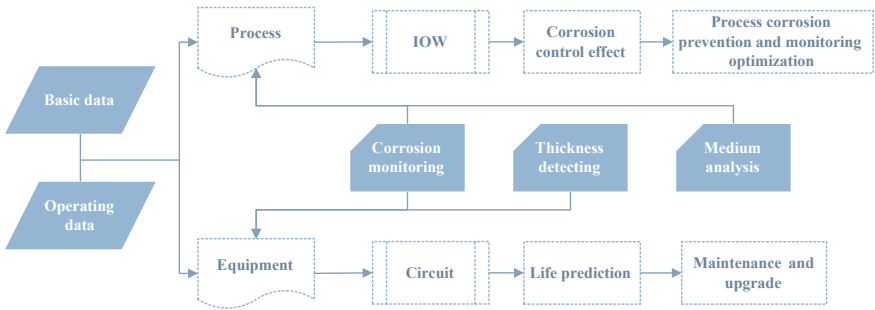 Process
IOW
Corrosion
control effect
Process corrosion
prevention and monitoring
optimization
Basic data
Corrosion
monitoring
Thickness
detecting
Medium
analysis
Operating
data
Equipment
Circuit
Life prediction
Maintenance and
upgrade